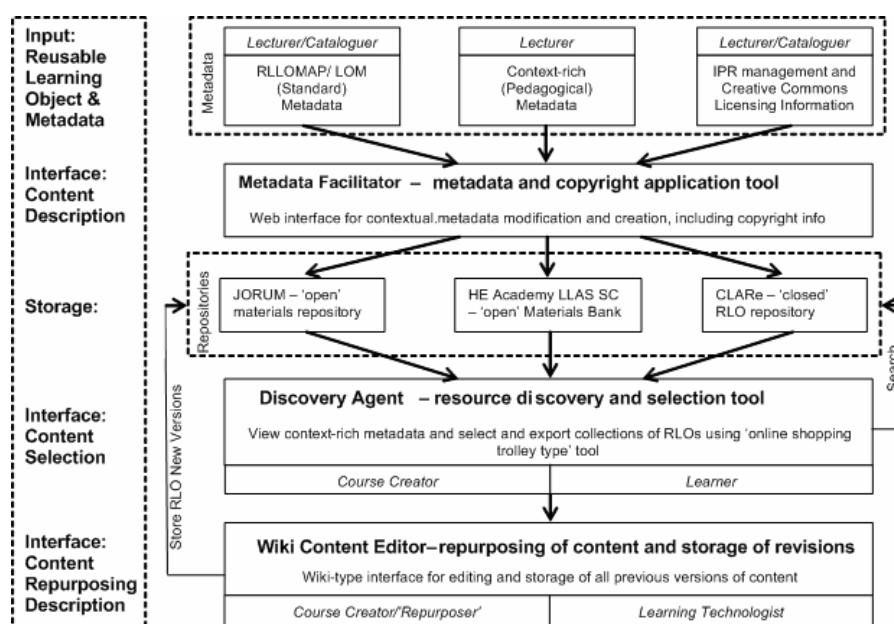 Input:
Reusable
Learning
Object &
Metadata
Metadata
Lecturer/Cataloguer
RLLOMAP/ LOM
(Standard)
Metadata
Lecturer
Context-rich
(Pedagogical)
Metadata
Lecturer/Cataloguer
IPR management and
Creative Commons
Licensing Information
Interface:
Content
Description
Metadata Facilitator – metadata and copyright application tool
Web interface for contextual.metadata modification and creation, including copyright info
Storage:
Repositories
JORUM – ‘open’
materials repository
HE Academy LLAS SC
– ‘open’ Materials Bank
CLARe – ‘closed’
RLO repository
Search
Interface:
Content
Selection
Discovery Agent – resource discovery and selection tool
View context-rich metadata and select and export collections of RLOs using ‘online shopping
trolley type’ tool
Course Creator
Learner
Store RLO New Versions
Interface:
Content
Repurposing
Description
Wiki Content Editor–repurposing of content and storage of revisions
Wiki-type interface for editing and storage of all previous versions of content
Course Creator/‘Repurposer’
Learning Technologist